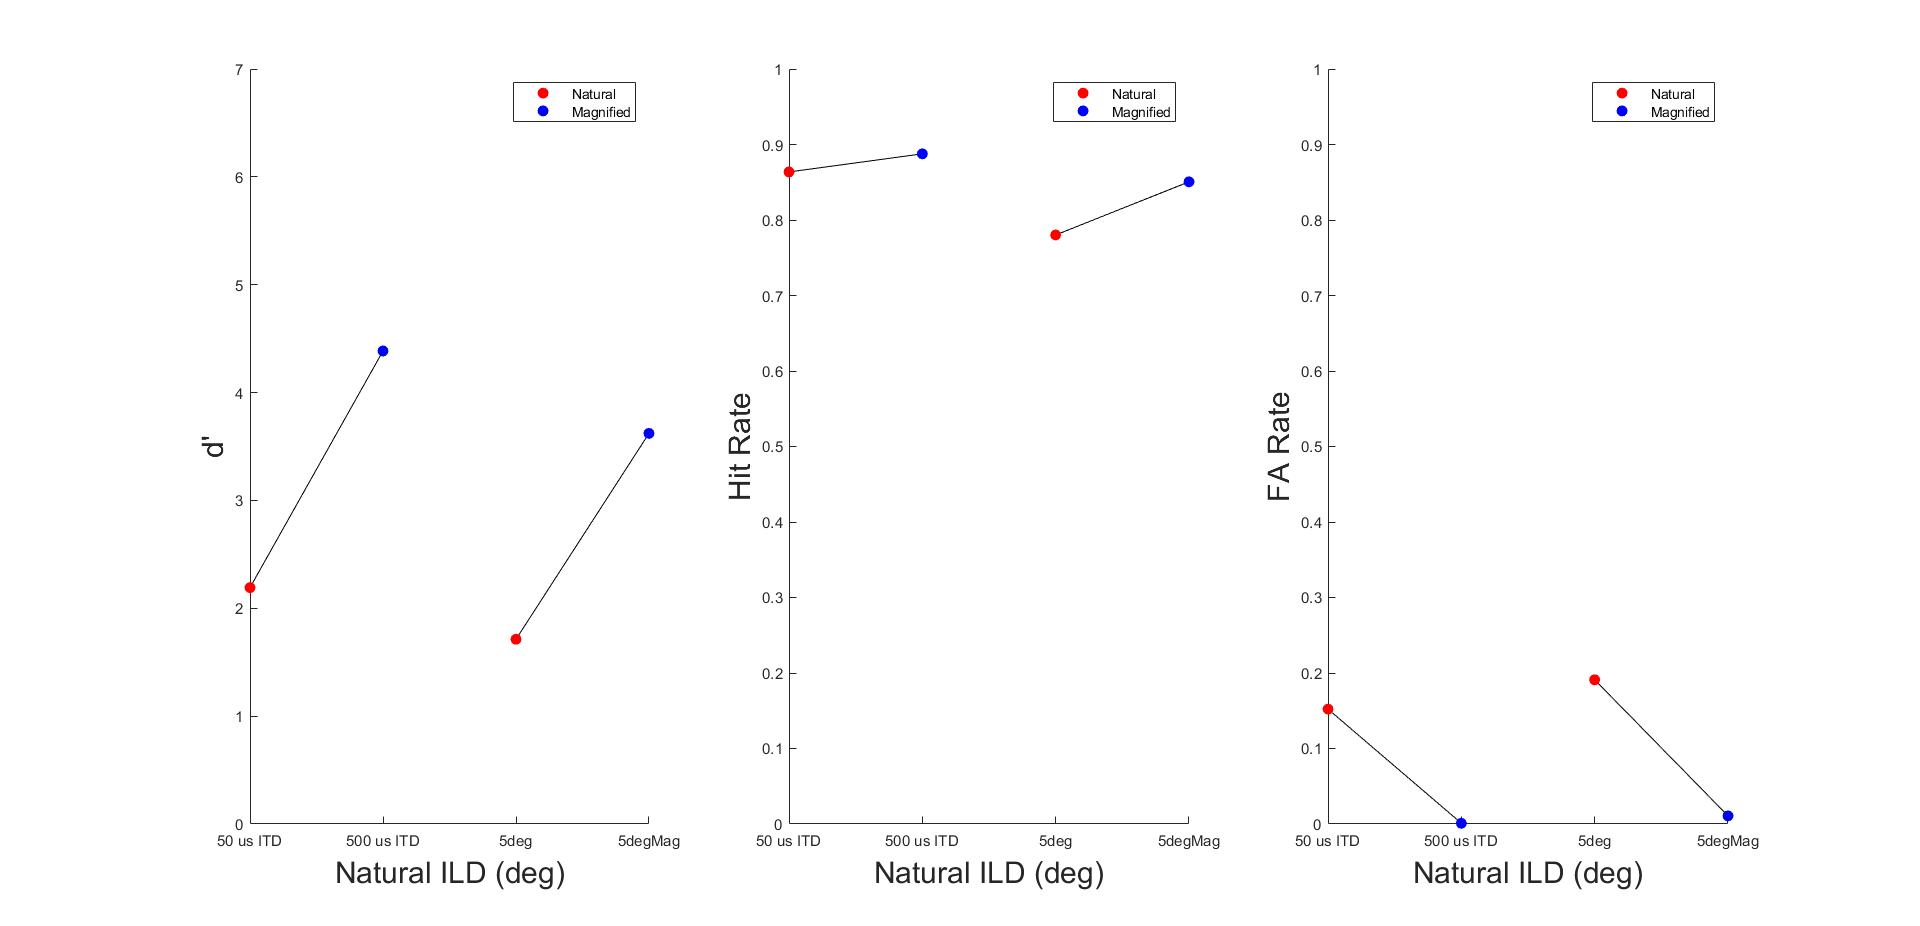 7
6
5
4
3
2
1
0
d'
Natural
Magnified
50 us ITD 500 us ITD 5deg 5degMag
Natural ILD (deg)
1
0.9
0.8
0.7
0.6
0.5
0.4
0.3
0.2
0.1
0
Hit Rate
Natural
Magnified
50 us ITD 500 us ITD 5deg 5degMag
Natural ILD (deg)
1
0.9
0.8
0.7
0.6
0.5
0.4
0.3
0.2
0.1
0
FA Rate
Natural
Magnified
50 us ITD 500 us ITD 5deg 5degMag
Natural ILD (deg)